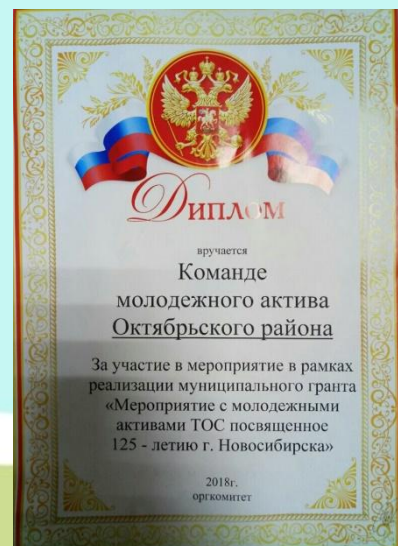 Диплом
вручается
Команде
молодежного актива
Октябрьского района
За участие в мероприятие в рамках
реализации муниципального гранта
«Мероприятие с молодежными
активами ТОС посвященное
125 - летию г. Новосибирска»
2018г.
оргкомитет